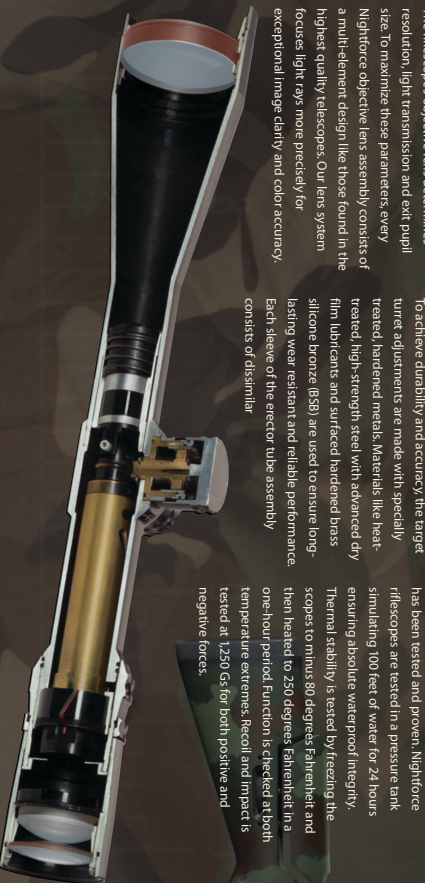 resolution, light transmission and exit pupil
size. To maximize these parameters, every
Nightforce objective lens assembly consists of
a multi-element design like those found in the
highest quality telescopes. Our lens system
focuses light rays more precisely for
exceptional image clarity and color accuracy.
To achieve durability and accuracy, the target
turret adjustments are made with specially
treated, hardened metals. Materials like heat-
treated, high-strength steel with advanced dry
film lubricants and surfaced hardened brass
silicone bronze (BSB) are used to ensure long-
lasting wear resistant and reliable performance.
Each sleeve of the erector tube assembly
consists of dissimilar
has been tested and proven. Nightforce
riflescopes are tested in a pressure tank
simulating 100 feet of water for 24 hours
ensuring absolute waterproof integrity.
Thermal stability is tested by freezing the
scopes to minus 80 degrees Fahrenheit and
then heated to 250 degrees Fahrenheit in a
one-hour period. Function is checked at both
temperature extremes. Recoil and impact is
tested at 1,250 Gs for both positive and
negative forces.